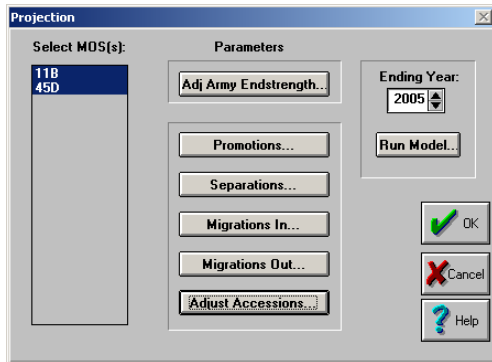 Projection
Select MOS(s):
11B
45D
Parameters
Adj Army Endstrength...
Promotions...
Separations...
Migrations In...
Migrations Out...
Adjust Accessions...
Ending Year:
2005
Run Model...
OK
Cancel
Help